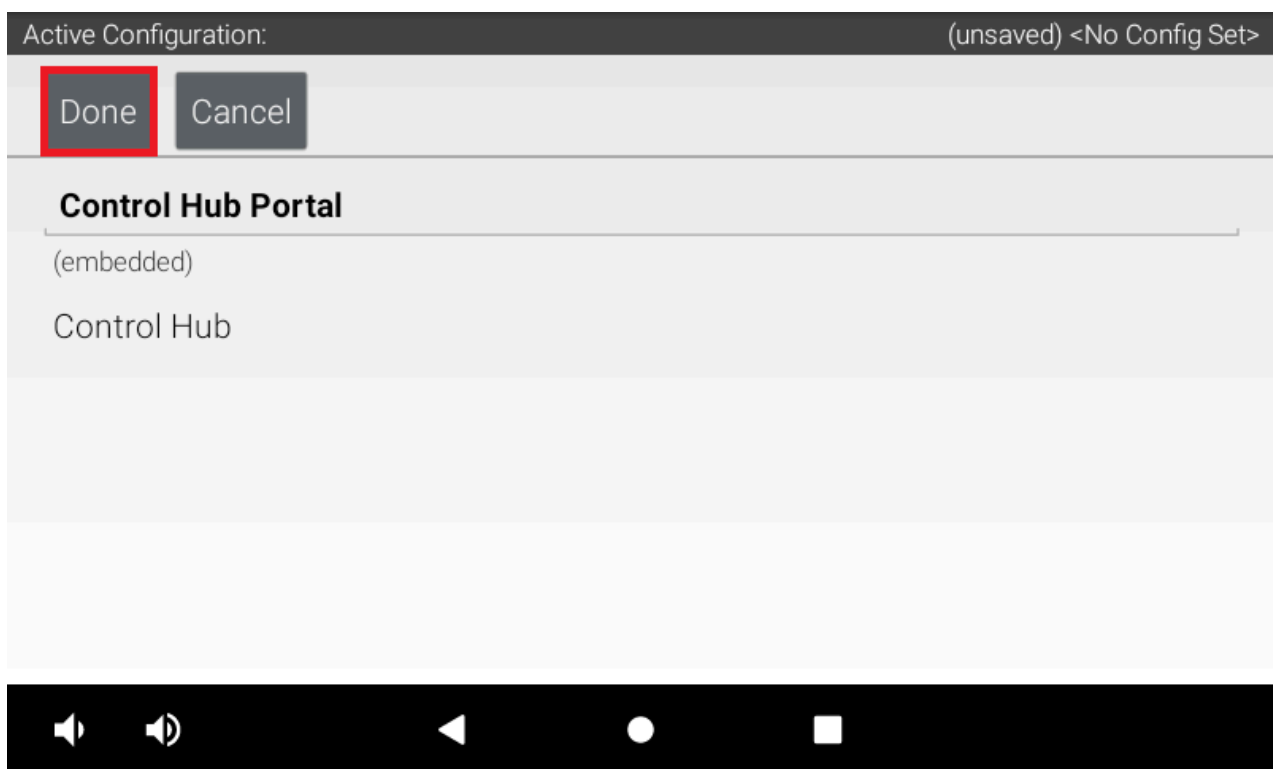 Active Configuration: (unsaved) <No Config Set>
Done Cancel
Control Hub Portal
(embedded)
Control Hub